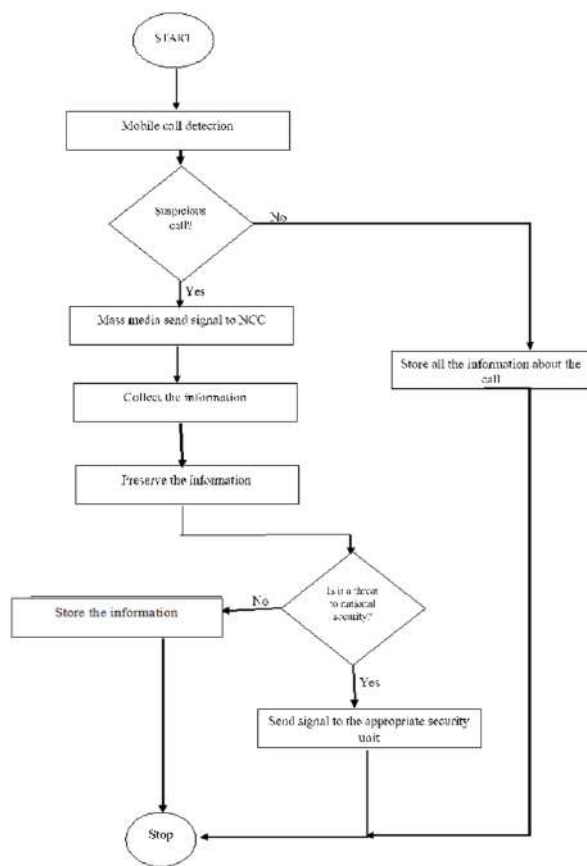 START
Mobile call detection
Suspicious
call?
No
Yes
Mass media send signal to NCC
Store all the information about the
call
Collect the information
Preserve the information
Is it a threat
to national
security?
No
Store the information
Yes
Send signal to the appropriate security
unit
Stop